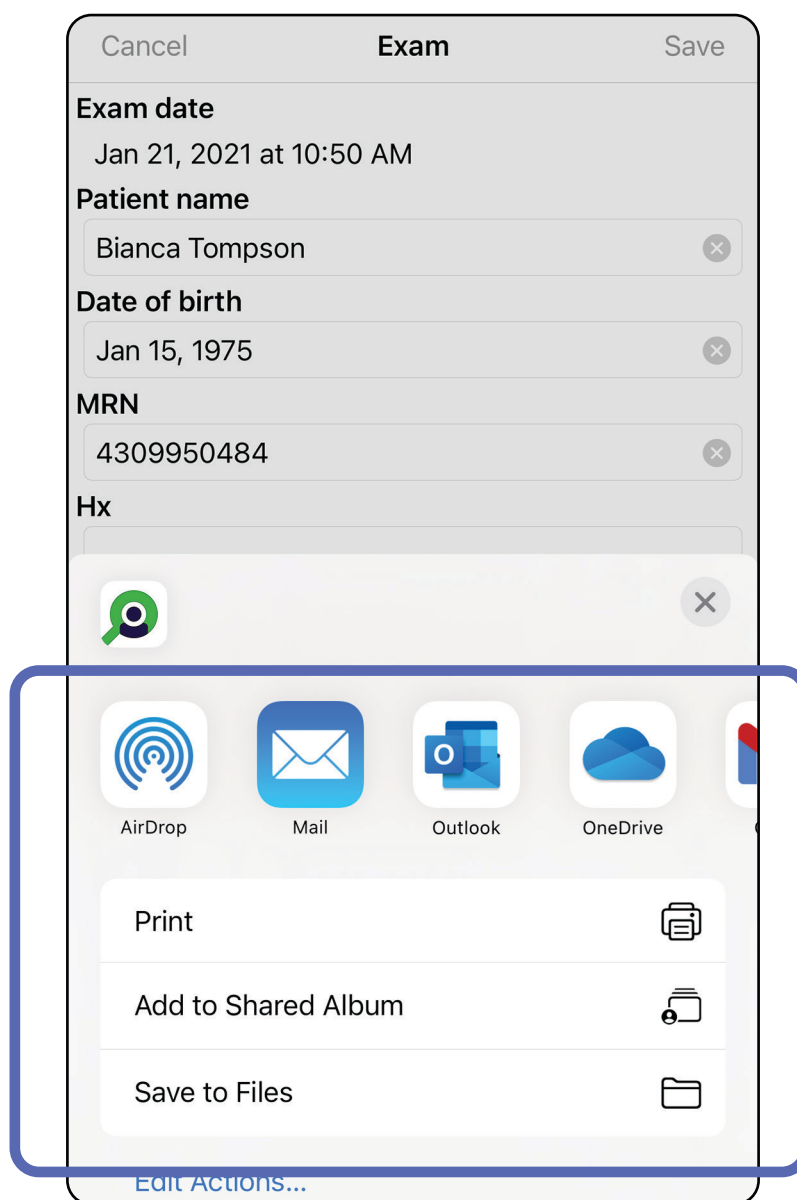 Cancel Exam Save
Exam date
Jan 21, 2021 at 10:50 AM
Patient name
Bianca Tompson
Date of birth
Jan 15, 1975
MRN
4309950484
Hx
AirDrop Mail Outlook OneDrive
Print
Add to Shared Album
Save to Files
Edit Actions...